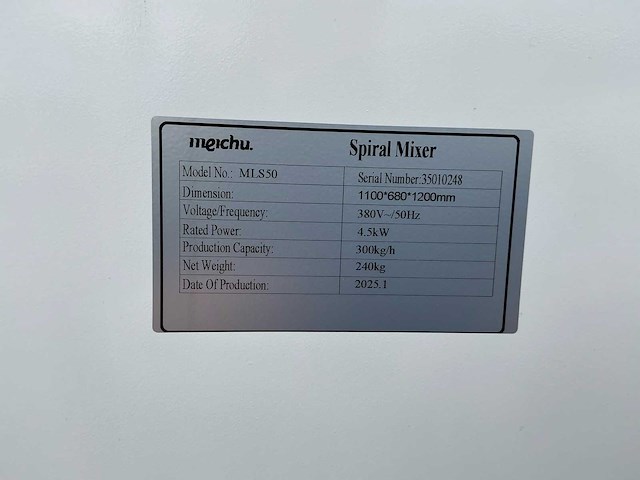 meichu.
Spiral Mixer
Model No.: MLS50 Serial Number:35010248
Dimension: 1100*680*1200mm
Voltage/Frequency: 380V~/50Hz
Rated Power: 4.5kW
Production Capacity: 300kg/h
Net Weight: 240kg
Date Of Production: 2025.1